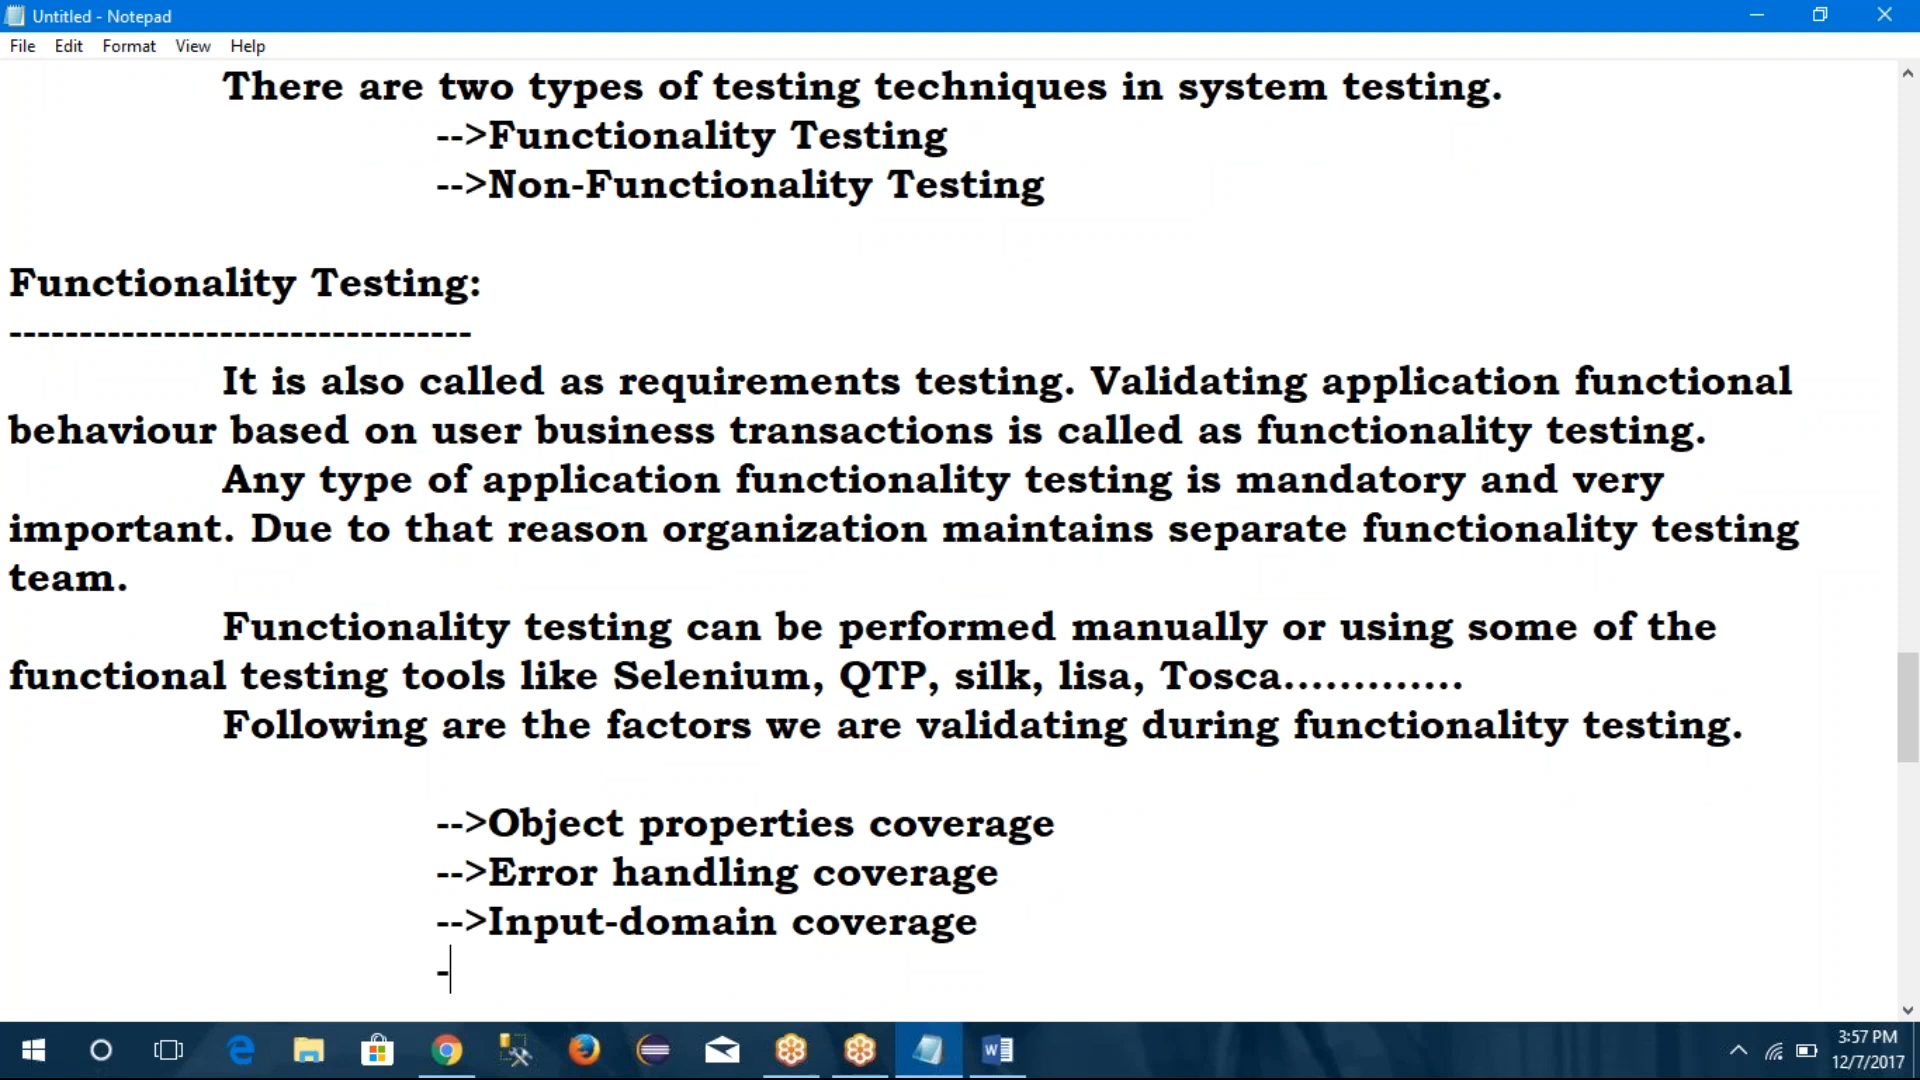 Untitled - Notepad
File Edit Format View Help
There are two types of testing techniques in system testing.
-->Functionality Testing
-->Non-Functionality Testing
Functionality Testing:
---------------------------------
It is also called as requirements testing. Validating application functional
behaviour based on user business transactions is called as functionality testing.
Any type of application functionality testing is mandatory and very
important. Due to that reason organization maintains separate functionality testing
team.
Functionality testing can be performed manually or using some of the
functional testing tools like Selenium, QTP, silk, lisa, Tosca.............
Following are the factors we are validating during functionality testing.
-->Object properties coverage
-->Error handling coverage
-->Input-domain coverage
-
3:57 PM
12/7/2017